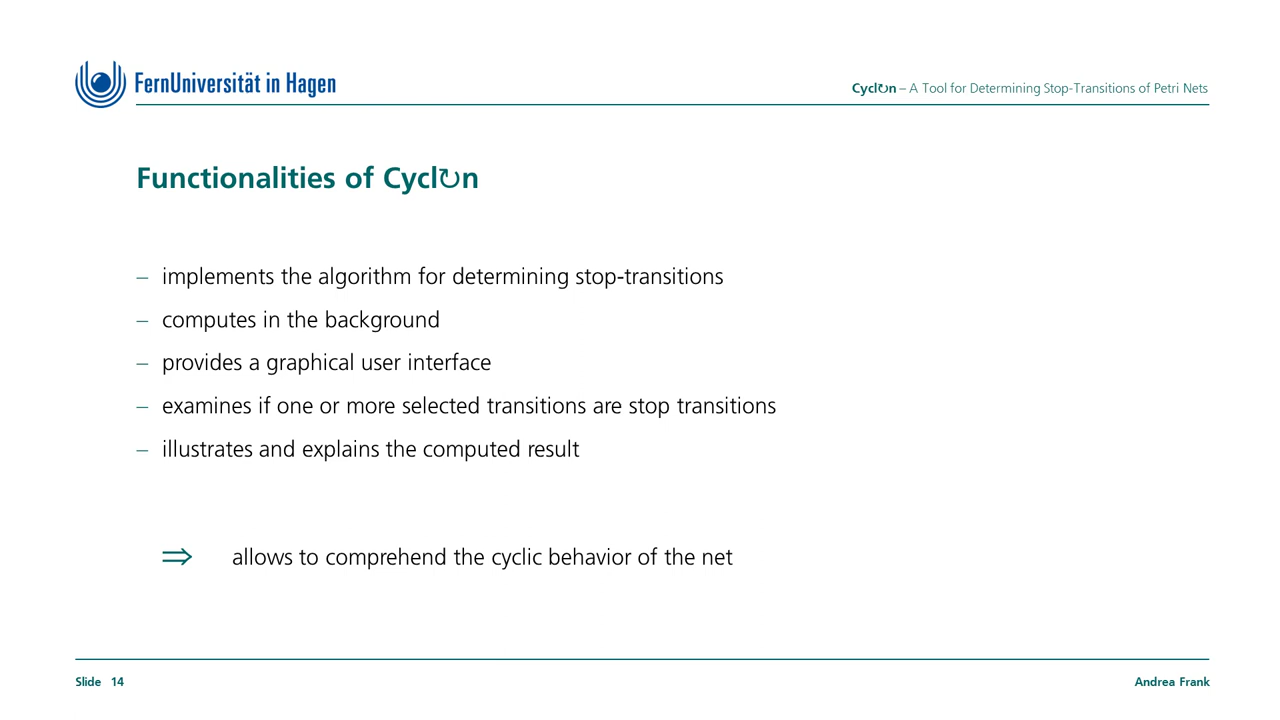 FernUniversität in Hagen
Cycl↻n – A Tool for Determining Stop-Transitions of Petri Nets
Functionalities of Cycl↻n
– implements the algorithm for determining stop-transitions
– computes in the background
– provides a graphical user interface
– examines if one or more selected transitions are stop transitions
– illustrates and explains the computed result
⇒ allows to comprehend the cyclic behavior of the net
Slide 14
Andrea Frank